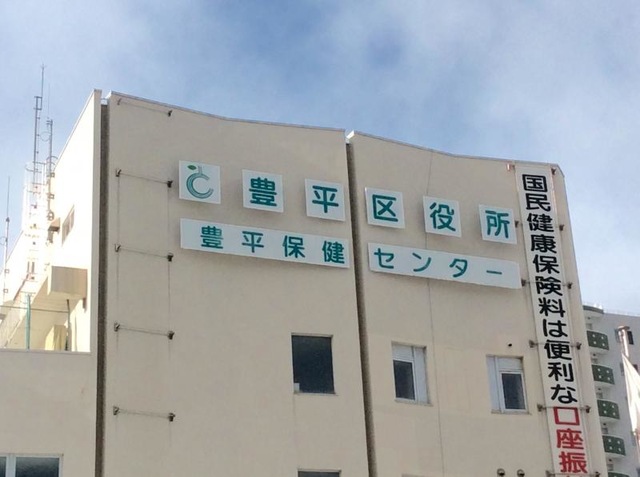 豊平区役所
豊平保健センター
国民健康保険料は便利な口座振